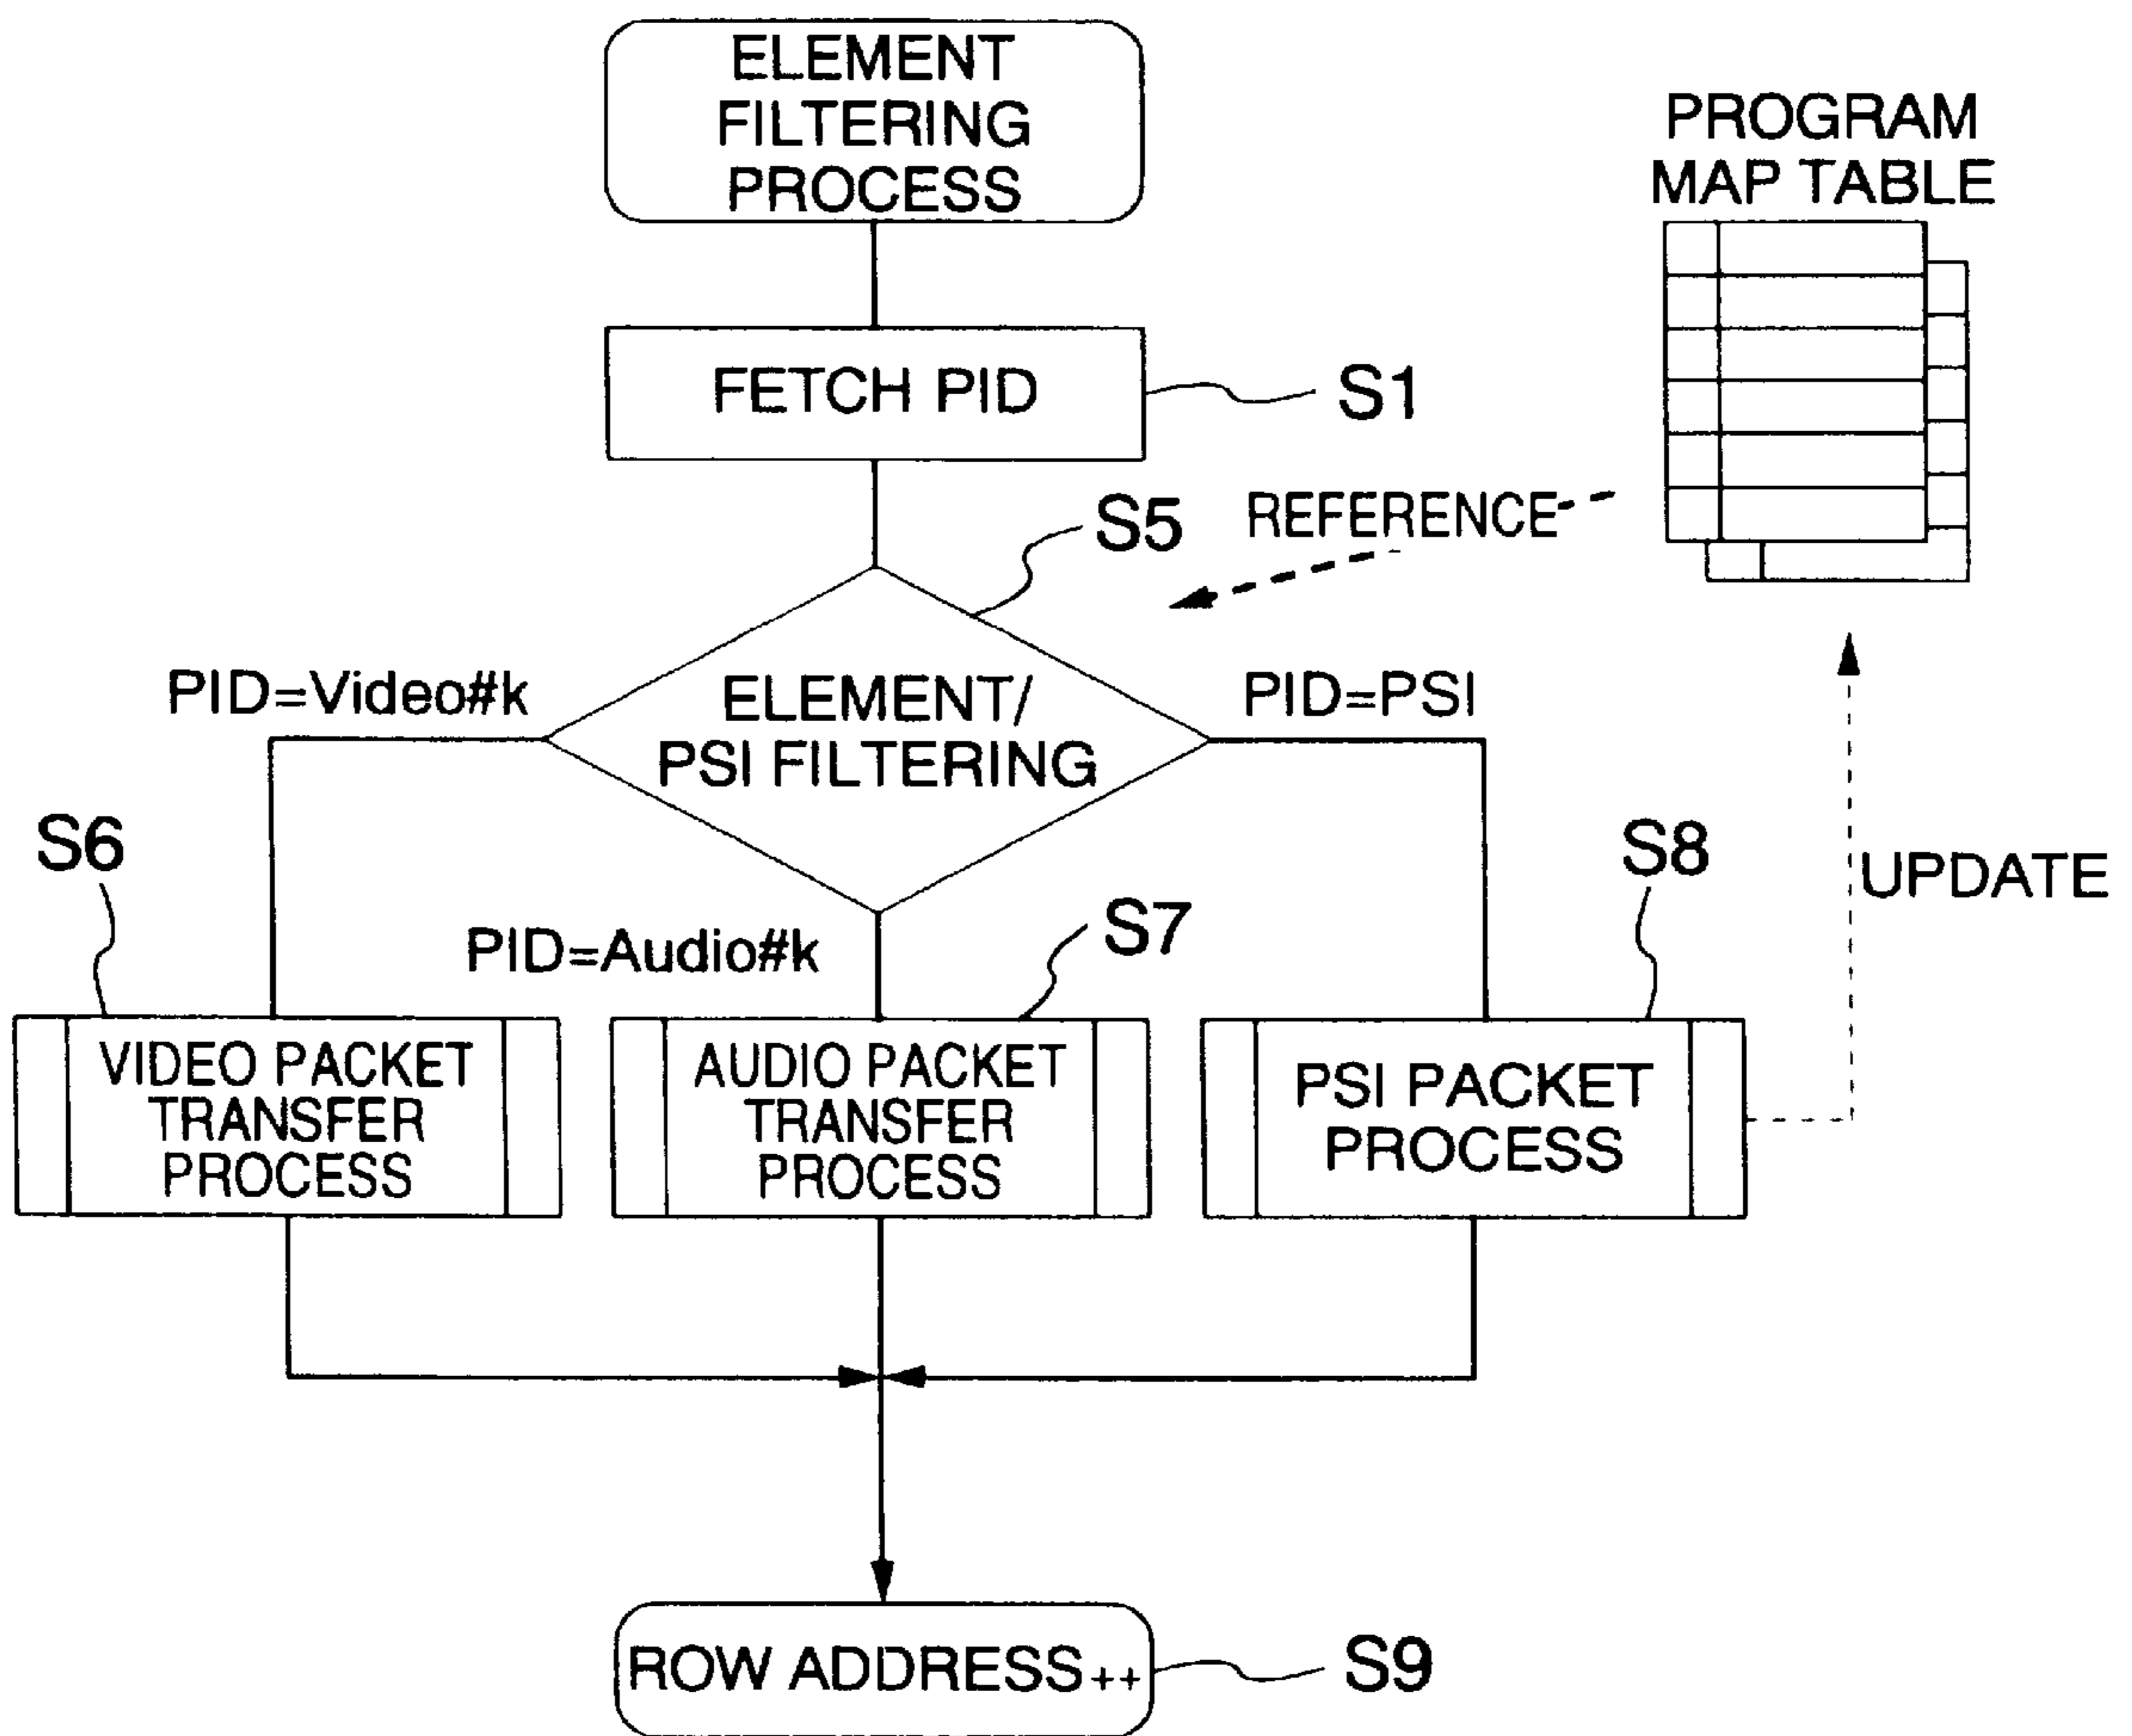 ELEMENT
FILTERING
PROCESS
PROGRAM
MAP TABLE
FETCH PID
S1
S5
REFERENCE
PID=Video#k
ELEMENT/
PSI FILTERING
PID=PSI
S6
S8
UPDATE
PID=Audio#k
S7
VIDEO PACKET
TRANSFER
PROCESS
AUDIO PACKET
TRANSFER
PROCESS
PSI PACKET
PROCESS
ROW ADDRESS++
S9